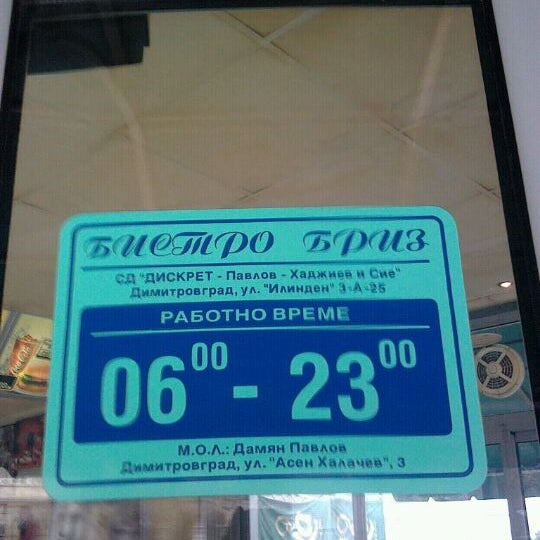 БИСТРО БРИЗ
СД "ДИСКРЕТ - Павлов - Хаджиев и Сие"
Димитровград, ул. "Илинден" 3-А-25
РАБОТНО ВРЕМЕ
06⁰⁰ - 23⁰⁰
М.О.Л.: Дамян Павлов
Димитровград, ул. "Асен Халачев", 3